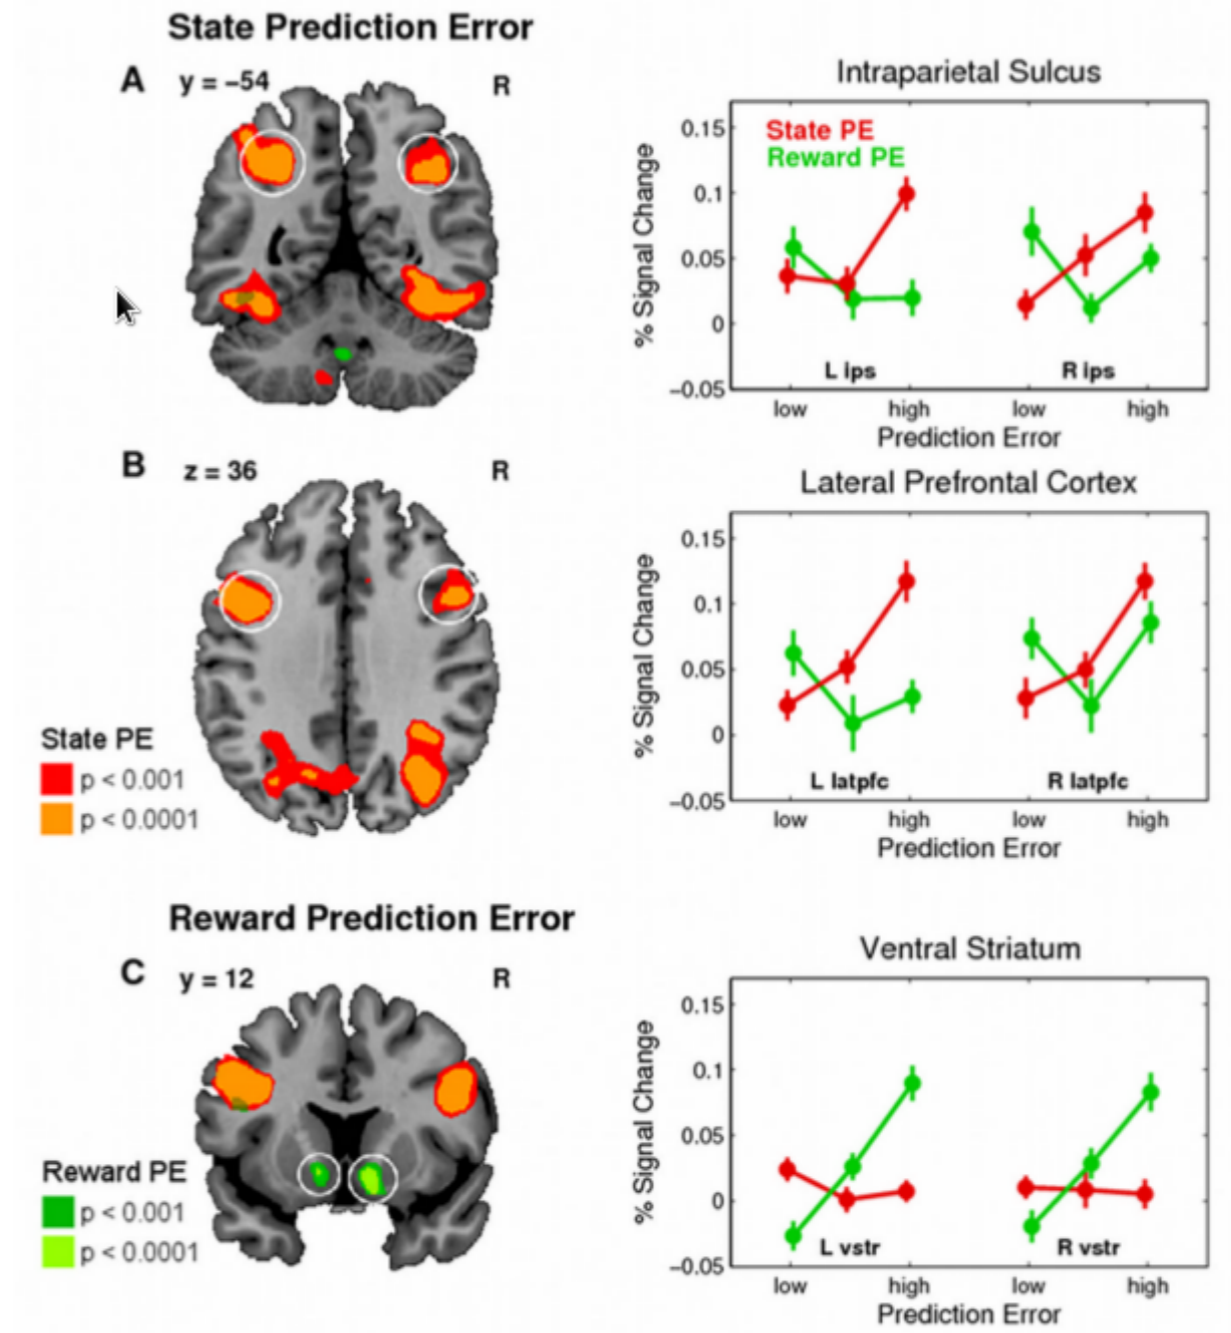 State Prediction Error
A y = −54 R
Intraparietal Sulcus
State PE
Reward PE
% Signal Change
0.15
0.1
0.05
0
−0.05
L ips R ips
low high low high
Prediction Error
B z = 36 R
Lateral Prefrontal Cortex
% Signal Change
0.15
0.1
0.05
0
−0.05
L latpfc R latpfc
low high low high
Prediction Error
State PE
p < 0.001
p < 0.0001
Reward Prediction Error
C y = 12 R
Ventral Striatum
% Signal Change
0.15
0.1
0.05
0
−0.05
L vstr R vstr
low high low high
Prediction Error
Reward PE
p < 0.001
p < 0.0001